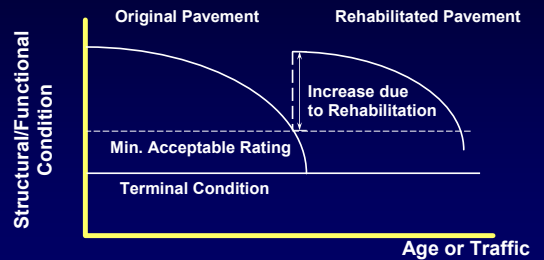 Original Pavement
Rehabilitated Pavement
Structural/Functional
Condition
Increase due
to Rehabilitation
Min. Acceptable Rating
Terminal Condition
Age or Traffic